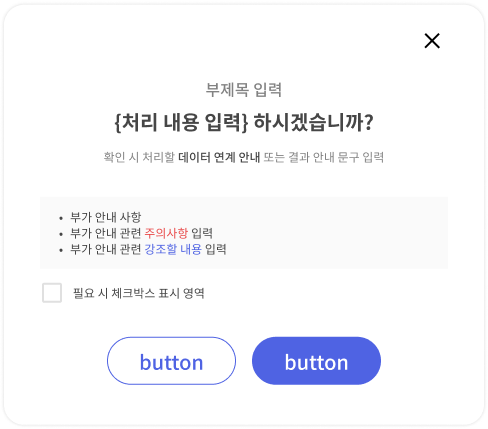 부제목 입력
{처리 내용 입력} 하시겠습니까?
확인 시 처리할 데이터 연계 안내 또는 결과 안내 문구 입력
• 부가 안내 사항
• 부가 안내 관련 주의사항 입력
• 부가 안내 관련 강조할 내용 입력
필요 시 체크박스 표시 영역
button
button